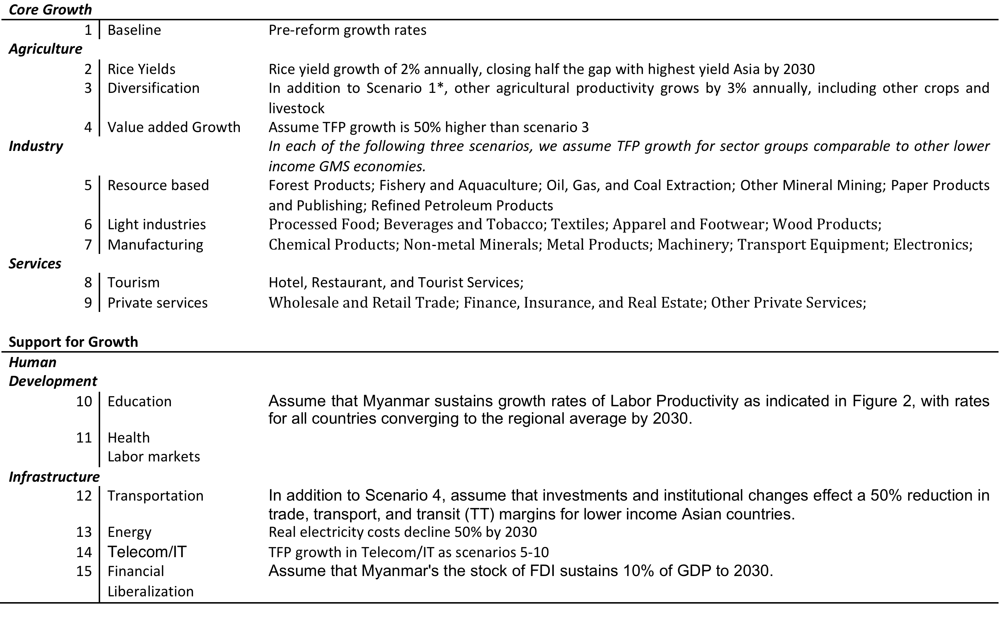 Core Growth
1 Baseline Pre-reform growth rates
Agriculture
2 Rice Yields Rice yield growth of 2% annually, closing half the gap with highest yield Asia by 2030
3 Diversification In addition to Scenario 1*, other agricultural productivity grows by 3% annually, including other crops and
livestock
4 Value added Growth Assume TFP growth is 50% higher than scenario 3
Industry In each of the following three scenarios, we assume TFP growth for sector groups comparable to other lower
income GMS economies.
5 Resource based Forest Products; Fishery and Aquaculture; Oil, Gas, and Coal Extraction; Other Mineral Mining; Paper Products
and Publishing; Refined Petroleum Products
6 Light industries Processed Food; Beverages and Tobacco; Textiles; Apparel and Footwear; Wood Products;
7 Manufacturing Chemical Products; Non-metal Minerals; Metal Products; Machinery; Transport Equipment; Electronics;
Services
8 Tourism Hotel, Restaurant, and Tourist Services;
9 Private services Wholesale and Retail Trade; Finance, Insurance, and Real Estate; Other Private Services;
Support for Growth
Human
Development
10 Education Assume that Myanmar sustains growth rates of Labor Productivity as indicated in Figure 2, with rates
for all countries converging to the regional average by 2030.
11 Health
Labor markets
Infrastructure
12 Transportation In addition to Scenario 4, assume that investments and institutional changes effect a 50% reduction in
trade, transport, and transit (TT) margins for lower income Asian countries.
13 Energy Real electricity costs decline 50% by 2030
14 Telecom/IT TFP growth in Telecom/IT as scenarios 5-10
15 Financial Assume that Myanmar's the stock of FDI sustains 10% of GDP to 2030.
Liberalization